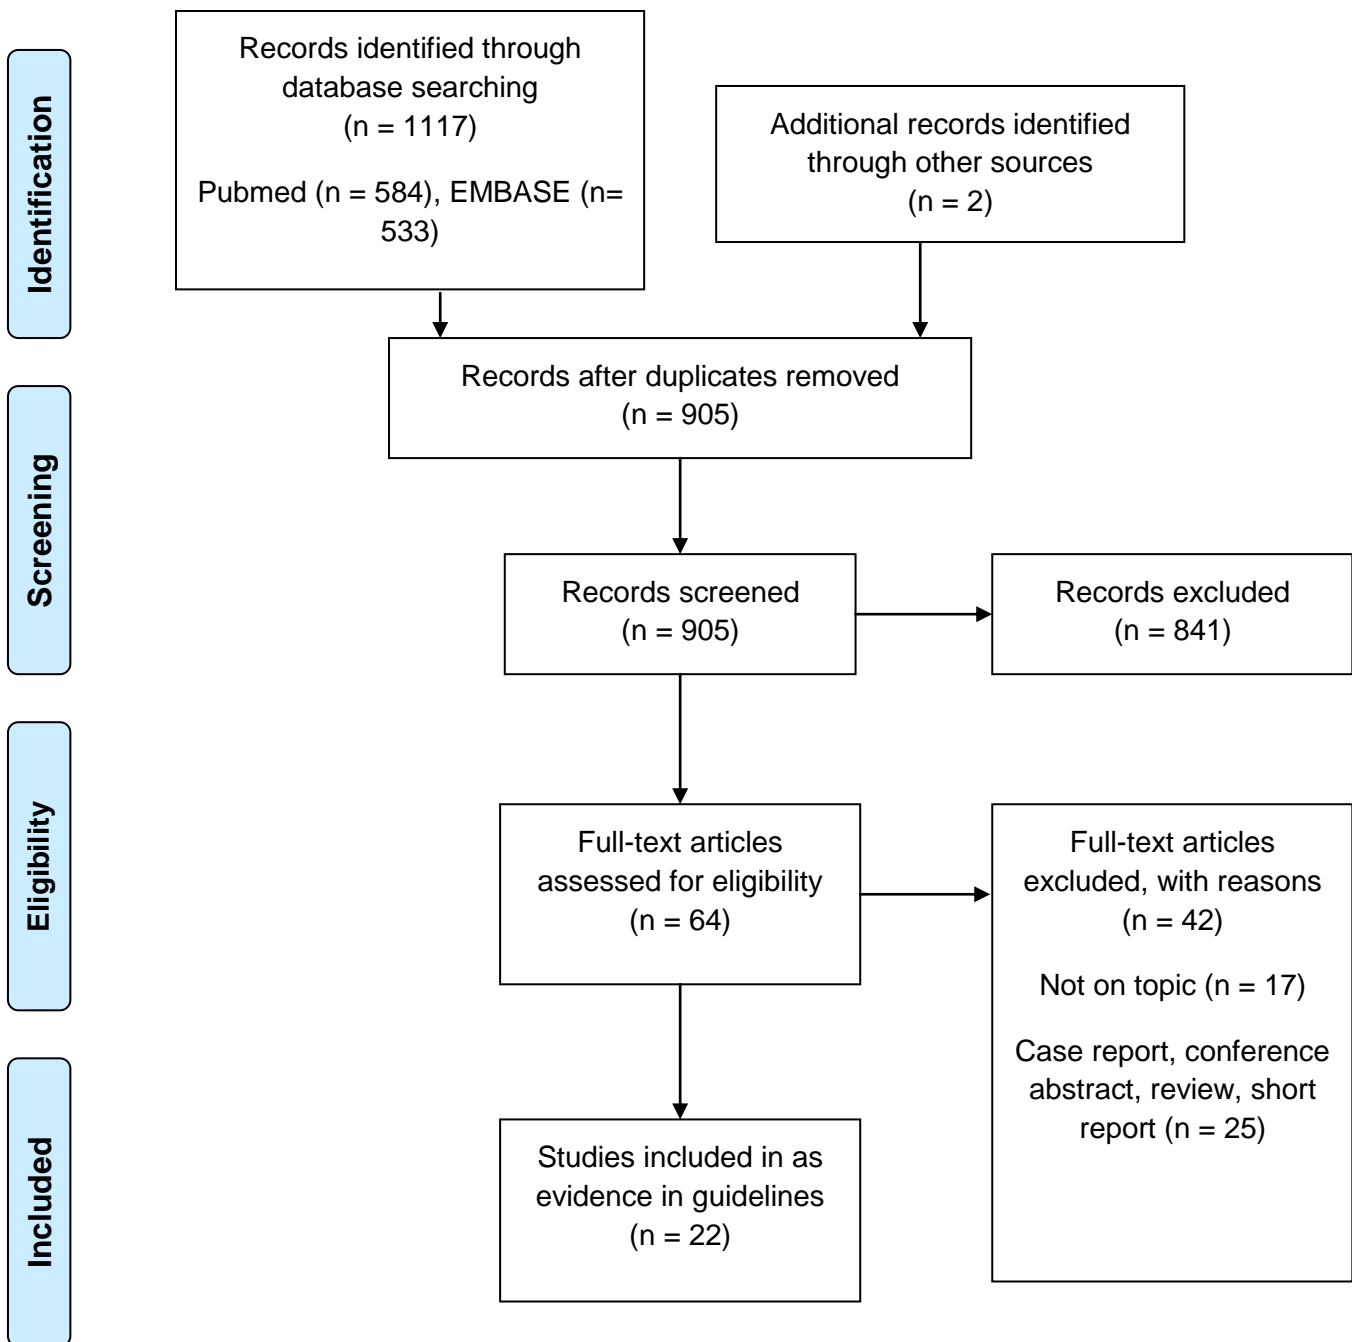 Identification
Records identified through
database searching
(n = 1117)
Pubmed (n = 584), EMBASE (n=
533)
Additional records identified
through other sources
(n = 2)
Records after duplicates removed
(n = 905)
Screening
Records screened
(n = 905)
Records excluded
(n = 841)
Eligibility
Full-text articles
assessed for eligibility
(n = 64)
Full-text articles
excluded, with reasons
(n = 42)
Not on topic (n = 17)
Case report, conference
abstract, review, short
report (n = 25)
Included
Studies included in as
evidence in guidelines
(n = 22)